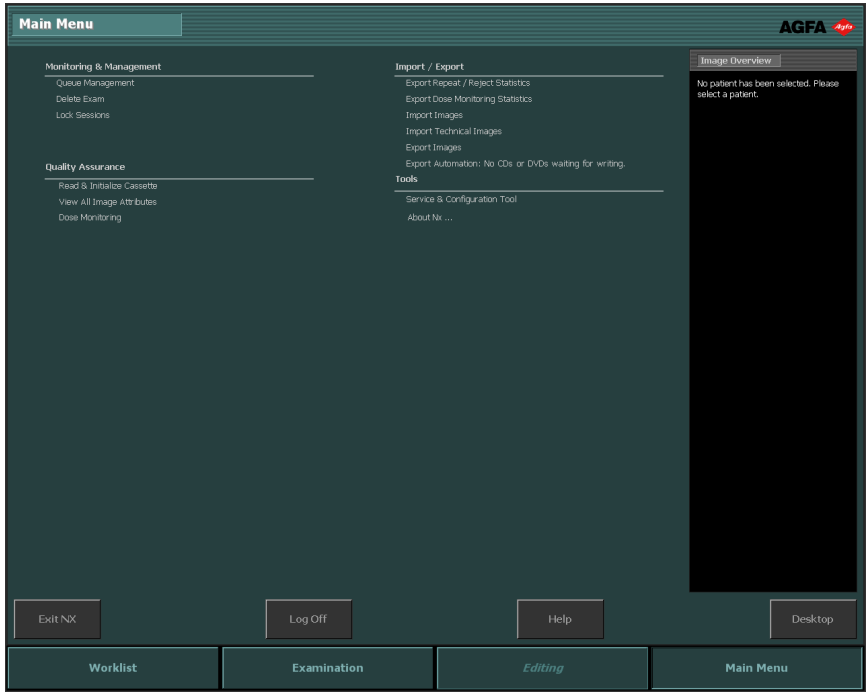 Main Menu
AGFA Agfa
Monitoring & Management
Queue Management
Delete Exam
Lock Sessions
Quality Assurance
Read & Initialize Cassette
View All Image Attributes
Dose Monitoring
Import / Export
Export Repeat / Reject Statistics
Export Dose Monitoring Statistics
Import Images
Import Technical Images
Export Images
Export Automation: No CDs or DVDs waiting for writing.
Tools
Service & Configuration Tool
About Nx ...
Image Overview
No patient has been selected. Please
select a patient.
Exit NX
Log Off
Help
Desktop
Worklist
Examination
Editing
Main Menu